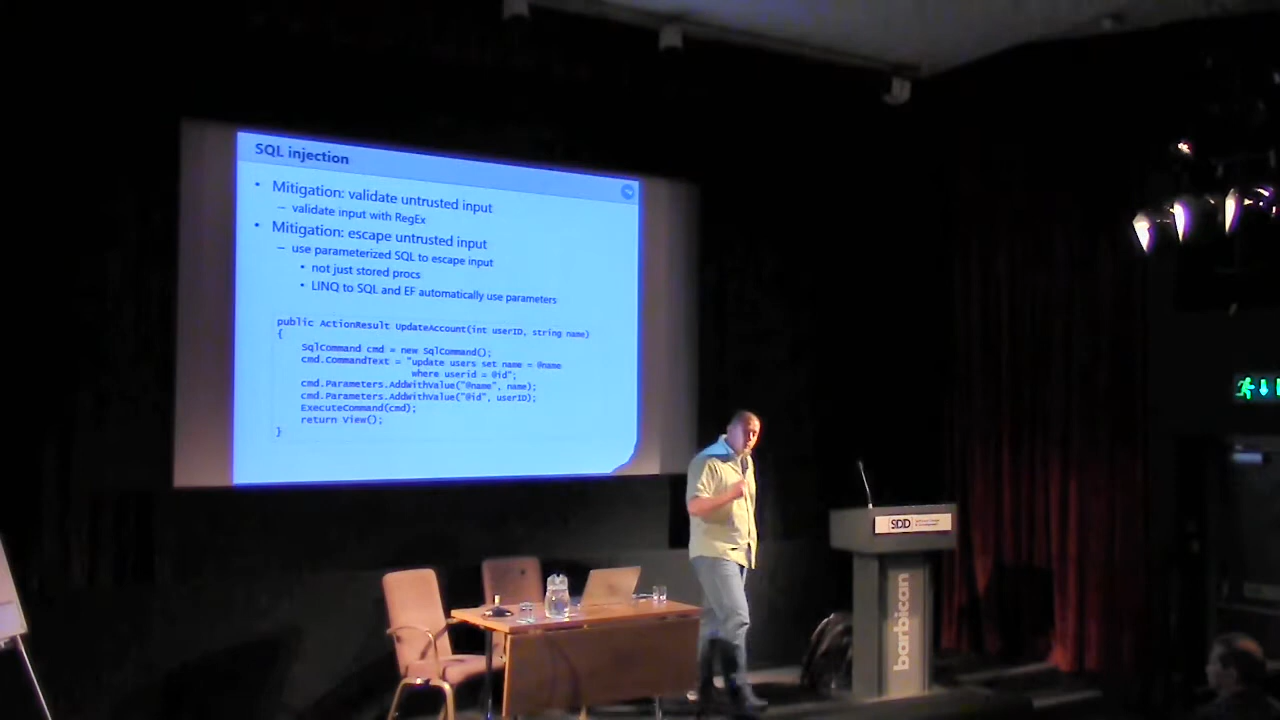 SQL injection
• Mitigation: validate untrusted input
– validate input with RegEx
• Mitigation: escape untrusted input
– use parameterized SQL to escape input
• not just stored procs
• LINQ to SQL and EF automatically use parameters
public ActionResult UpdateAccount(int userID, string name)
{
SqlCommand cmd = new SqlCommand();
cmd.CommandText = "update users set name = @name
where userid = @id";
cmd.Parameters.AddWithValue("@name", name);
cmd.Parameters.AddWithValue("@id", userID);
ExecuteCommand(cmd);
return View();
}
SDD
barbican